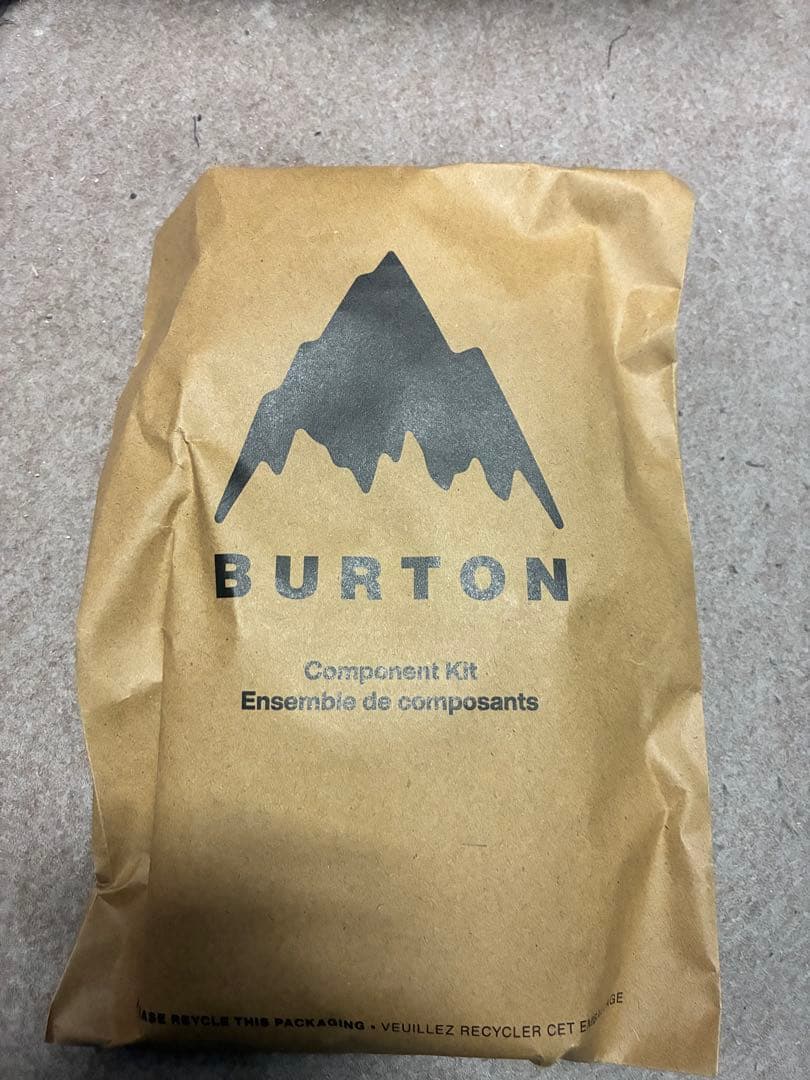 BURTON
Component Kit
Ensemble de composants
RECYCLE THIS PACKAGING • VEUILLEZ RECYCLER CET